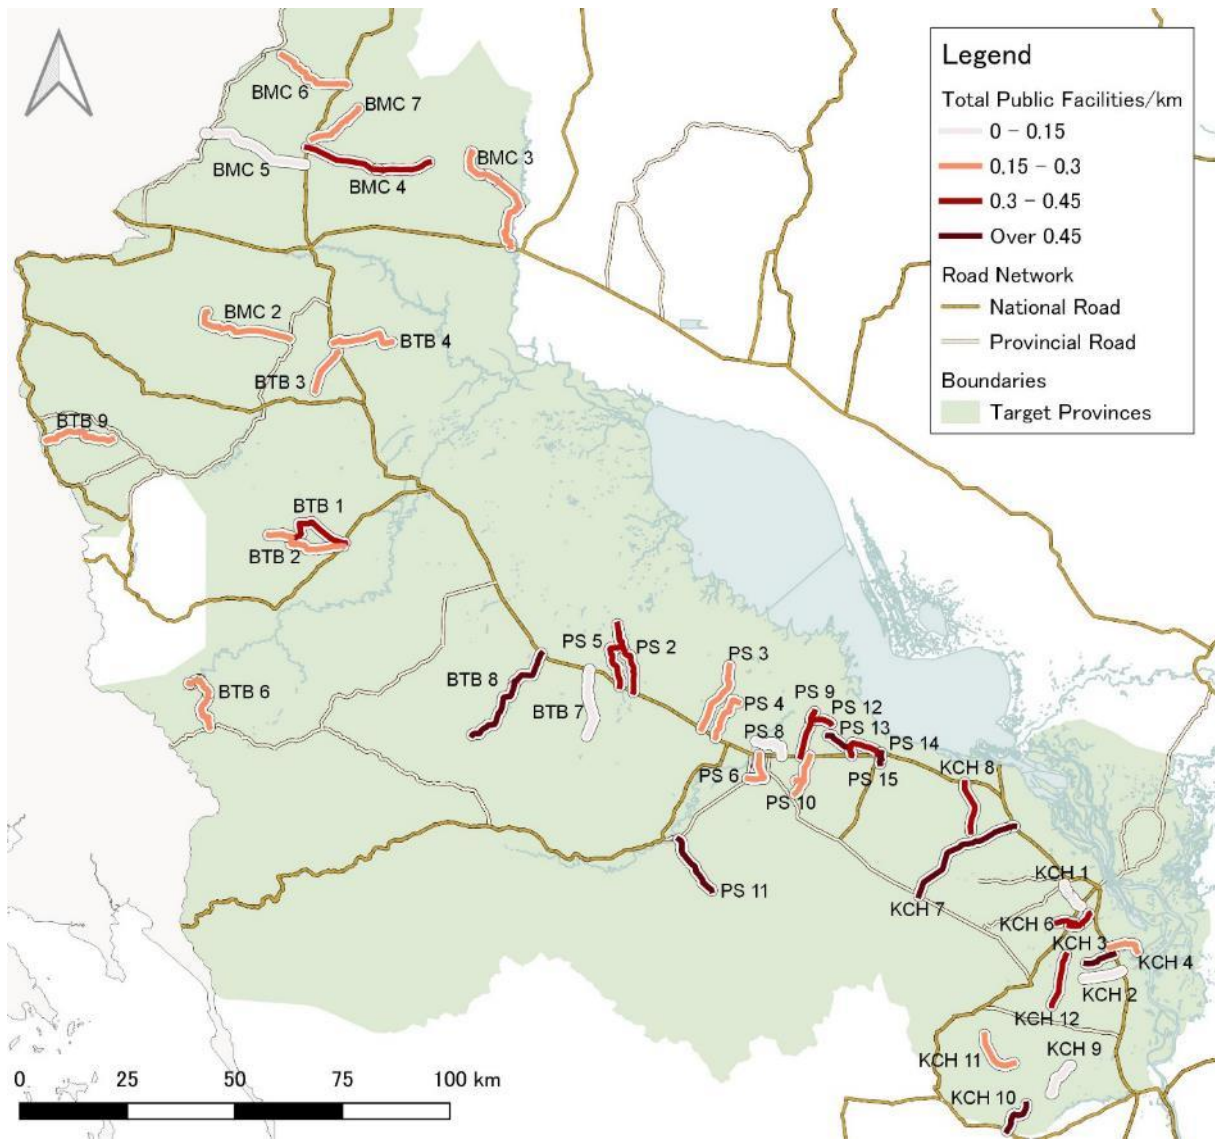 Legend
Total Public Facilities/km
0 – 0.15
0.15 – 0.3
0.3 – 0.45
Over 0.45
Road Network
National Road
Provincial Road
Boundaries
Target Provinces
BMC 6
BMC 7
BMC 5
BMC 4
BMC 3
BMC 2
BTB 4
BTB 3
BTB 9
BTB 1
BTB 2
BTB 6
BTB 8
BTB 7
PS 5
PS 2
PS 3
PS 4
PS 9
PS 12
PS 8
PS 13
PS 14
PS 6
PS 10
PS 15
KCH 8
PS 11
KCH 7
KCH 1
KCH 6
KCH 3
KCH 4
KCH 2
KCH 12
KCH 11
KCH 9
KCH 10
0 25 50 75 100 km